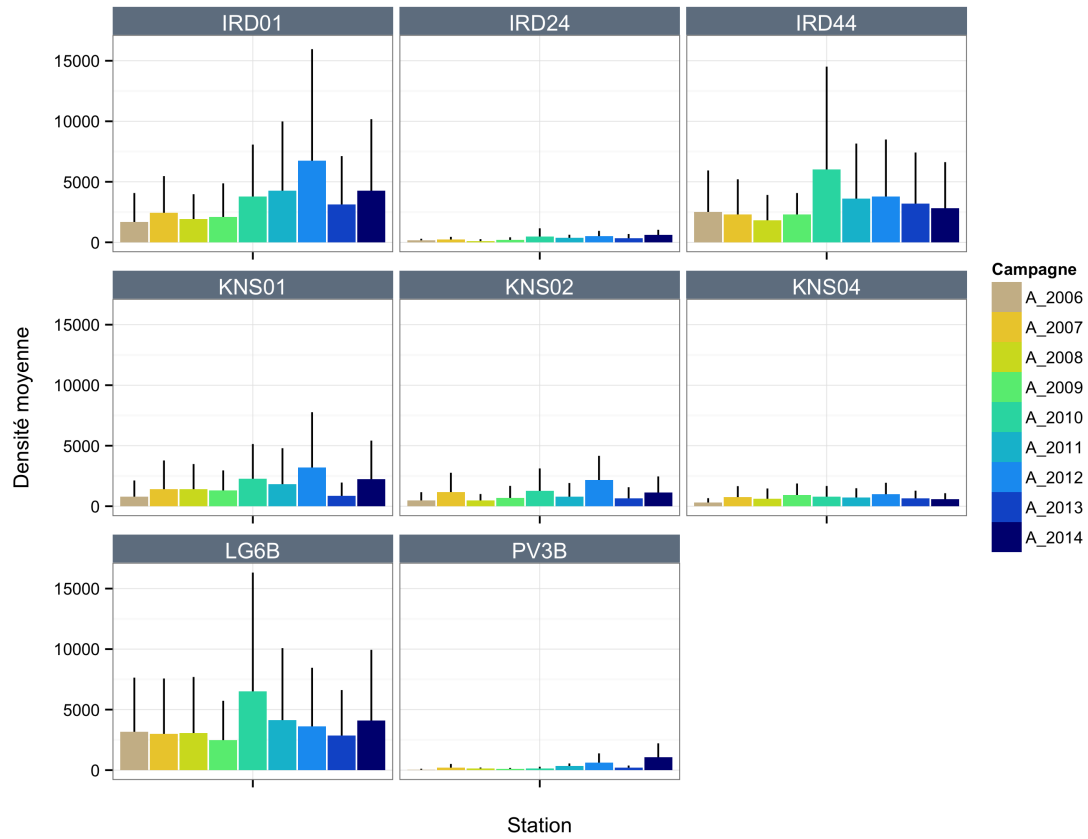 IRD01 IRD24 IRD44
15000
10000
5000
0
KNS01 KNS02 KNS04
15000
10000
5000
0
LG6B PV3B
15000
10000
5000
0
Densité moyenne
Station
Campagne
A_2006
A_2007
A_2008
A_2009
A_2010
A_2011
A_2012
A_2013
A_2014